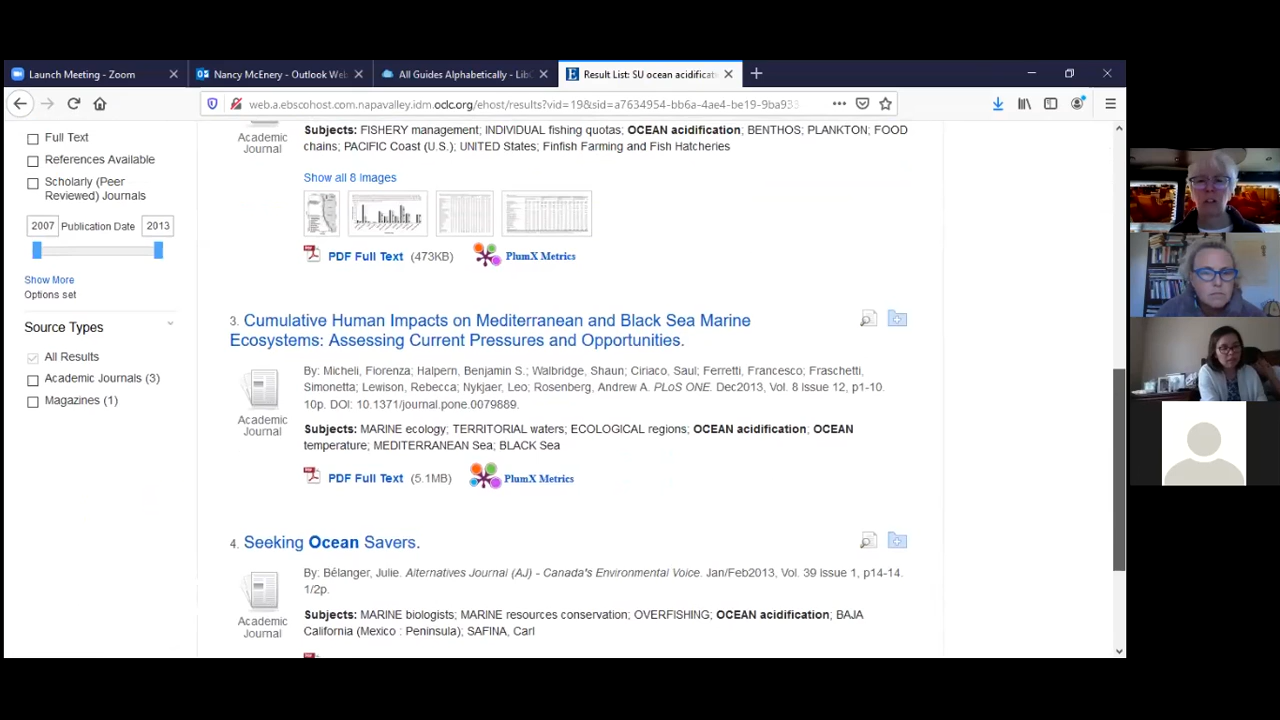 Launch Meeting - Zoom
Nancy McEnery - Outlook Web
All Guides Alphabetically - Lib
Result List: SU ocean acidificat
web.a.ebscohost.com.napavalley.idm.oclc.org/ehost/results?vid=19&sid=a7634954-bb6a-4ae4-be19-9ba933
Full Text
References Available
Scholarly (Peer
Reviewed) Journals
2007 Publication Date 2013
Show More
Options set
Source Types
All Results
Academic Journals (3)
Magazines (1)
Academic
Journal
Subjects: FISHERY management; INDIVIDUAL fishing quotas; OCEAN acidification; BENTHOS; PLANKTON; FOOD
chains; PACIFIC Coast (U.S.); UNITED States; Finfish Farming and Fish Hatcheries
Show all 8 Images
PDF Full Text (473KB) PlumX Metrics
3. Cumulative Human Impacts on Mediterranean and Black Sea Marine
Ecosystems: Assessing Current Pressures and Opportunities.
By: Micheli, Fiorenza; Halpern, Benjamin S.; Walbridge, Shaun; Ciriaco, Saul; Ferretti, Francesco; Fraschetti,
Simonetta; Lewison, Rebecca; Nykjaer, Leo; Rosenberg, Andrew A. PLoS ONE. Dec2013, Vol. 8 Issue 12, p1-10.
10p. DOI: 10.1371/journal.pone.0079889.
Academic
Journal
Subjects: MARINE ecology; TERRITORIAL waters; ECOLOGICAL regions; OCEAN acidification; OCEAN
temperature; MEDITERRANEAN Sea; BLACK Sea
PDF Full Text (5.1MB) PlumX Metrics
4. Seeking Ocean Savers.
By: Bélanger, Julie. Alternatives Journal (AJ) - Canada's Environmental Voice. Jan/Feb2013, Vol. 39 Issue 1, p14-14.
1/2p.
Academic
Journal
Subjects: MARINE biologists; MARINE resources conservation; OVERFISHING; OCEAN acidification; BAJA
California (Mexico : Peninsula); SAFINA, Carl